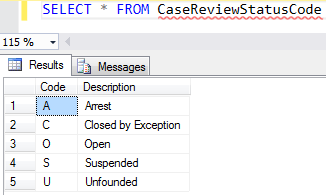 SELECT * FROM CaseReviewStatusCode
115 %
Results Messages
Code Description
1 A Arrest
2 C Closed by Exception
3 O Open
4 S Suspended
5 U Unfounded